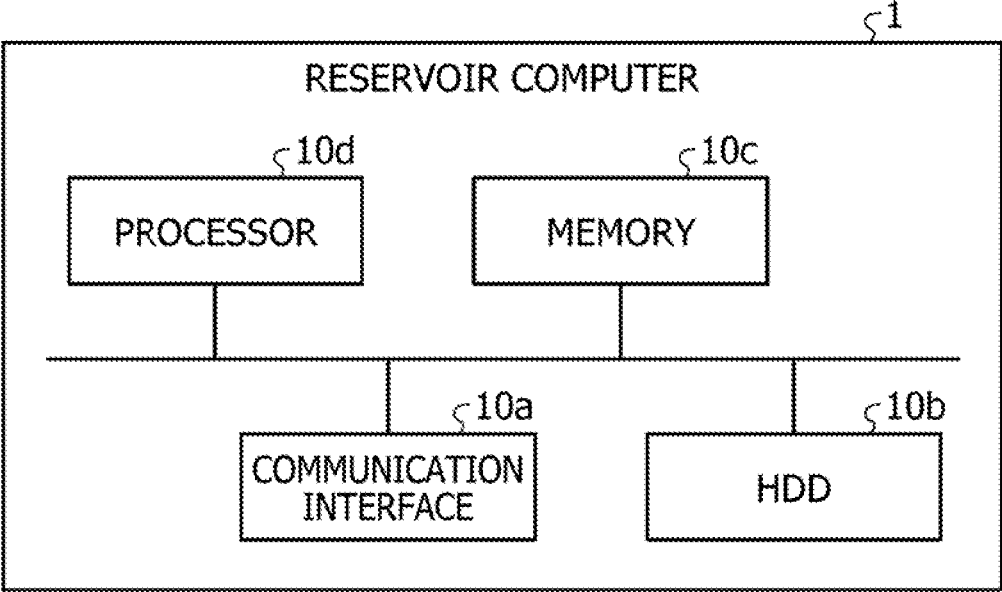 1
RESERVOIR COMPUTER
10d
10c
PROCESSOR
MEMORY
10a
10b
COMMUNICATION
INTERFACE
HDD